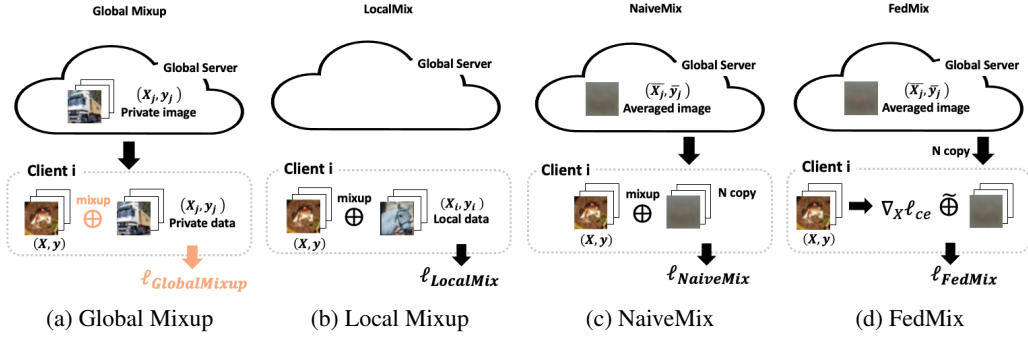 Global Mixup
Global Server
(X_j, y_j)
Private image
Client i
mixup
⊕
(X_j, y_j)
Private data
(X, y)
ℓ_GlobalMixup
(a) Global Mixup
LocalMix
Global Server
Client i
mixup
⊕
(X_i, y_i)
Local data
(X, y)
ℓ_LocalMix
(b) Local Mixup
NaiveMix
Global Server
(X̅_j, y̅_j)
Averaged image
Client i
mixup
⊕
N copy
(X, y)
ℓ_NaiveMix
(c) NaiveMix
FedMix
Global Server
(X̅_j, y̅_j)
Averaged image
N copy
Client i
∇_X ℓ_ce ⊕̃
(X, y)
ℓ_FedMix
(d) FedMix